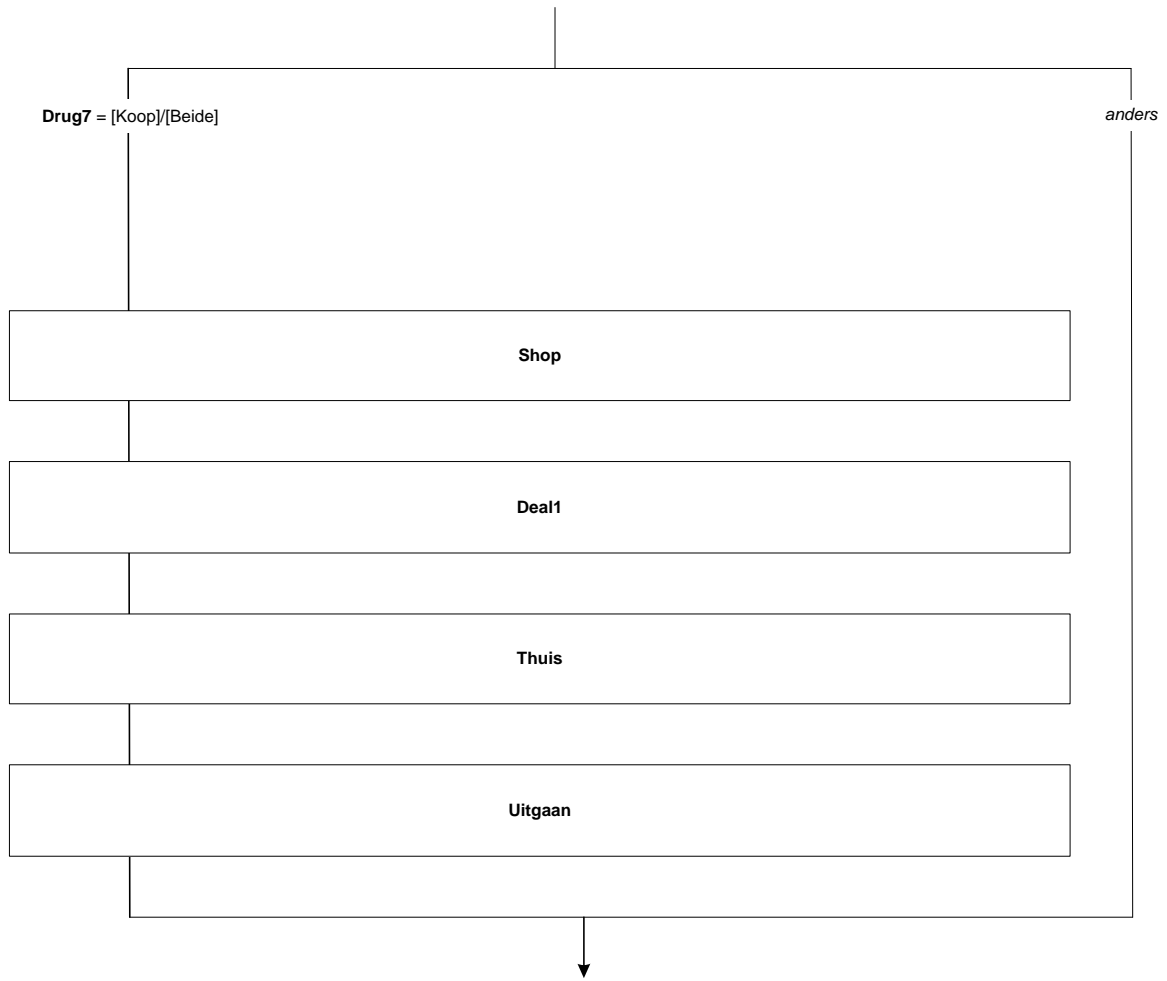 Drug7 = [Koop]/[Beide]
anders
Shop
Deal1
Thuis
Uitgaan